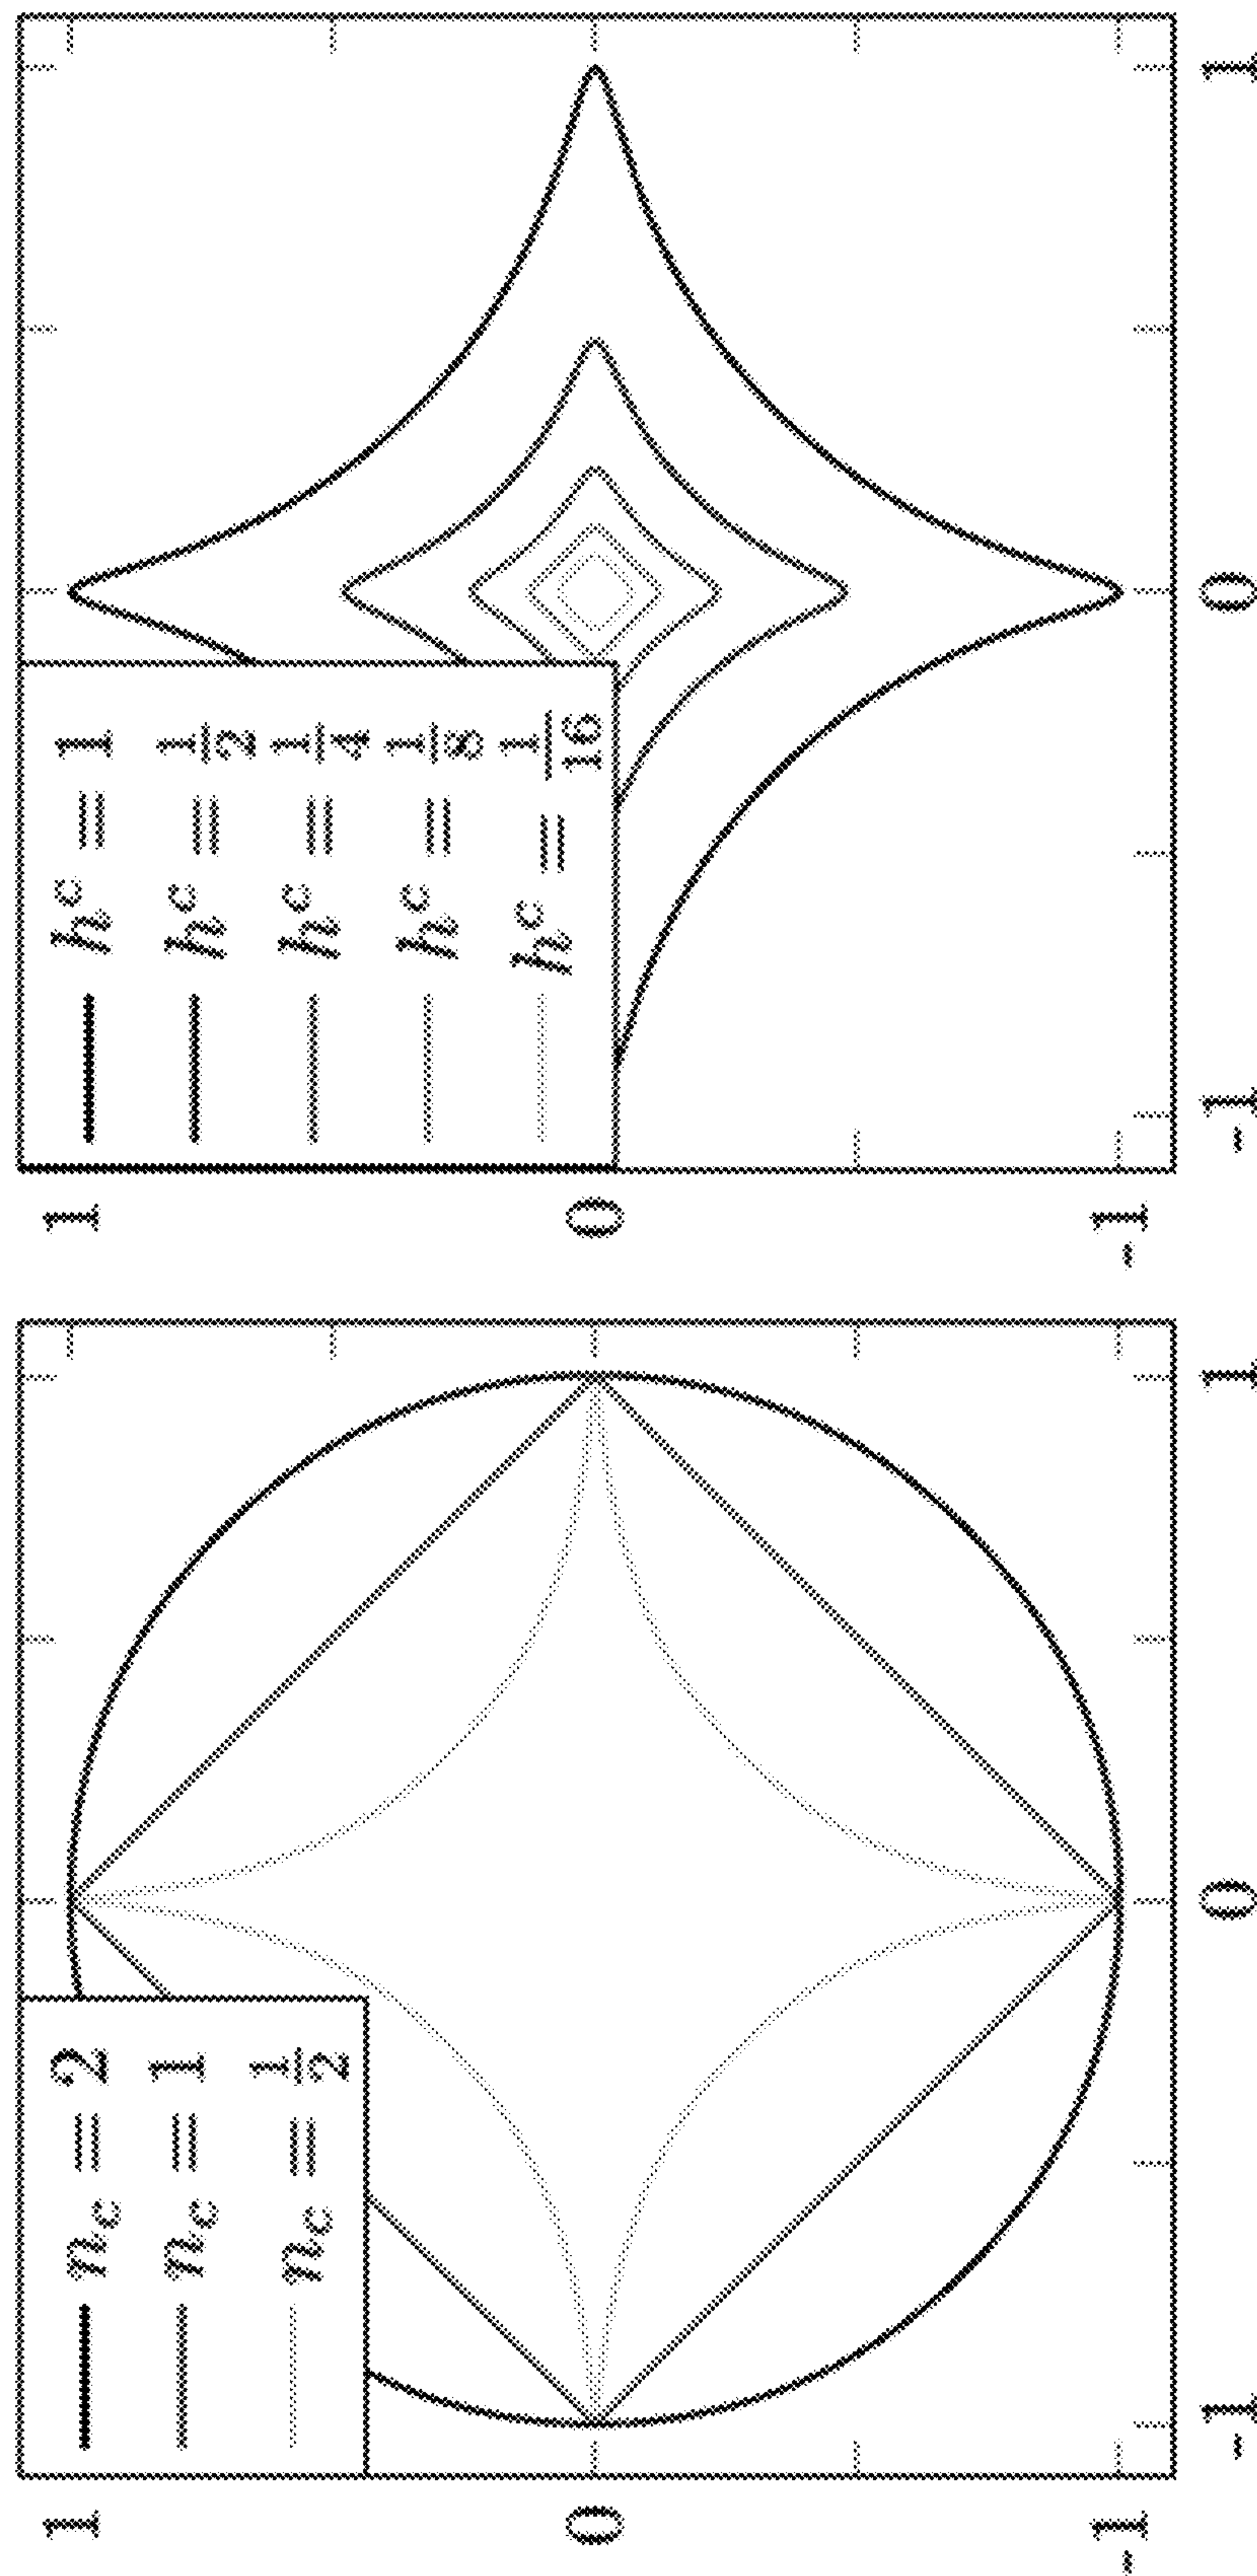 n_c = 2
n_c = 1
n_c = 1/2
1
0
-1
-1 0 1
h^c = 1
h^c = 1/2
h^c = 1/4
h^c = 1/8
h^c = 1/16
1
0
-1
-1 0 1